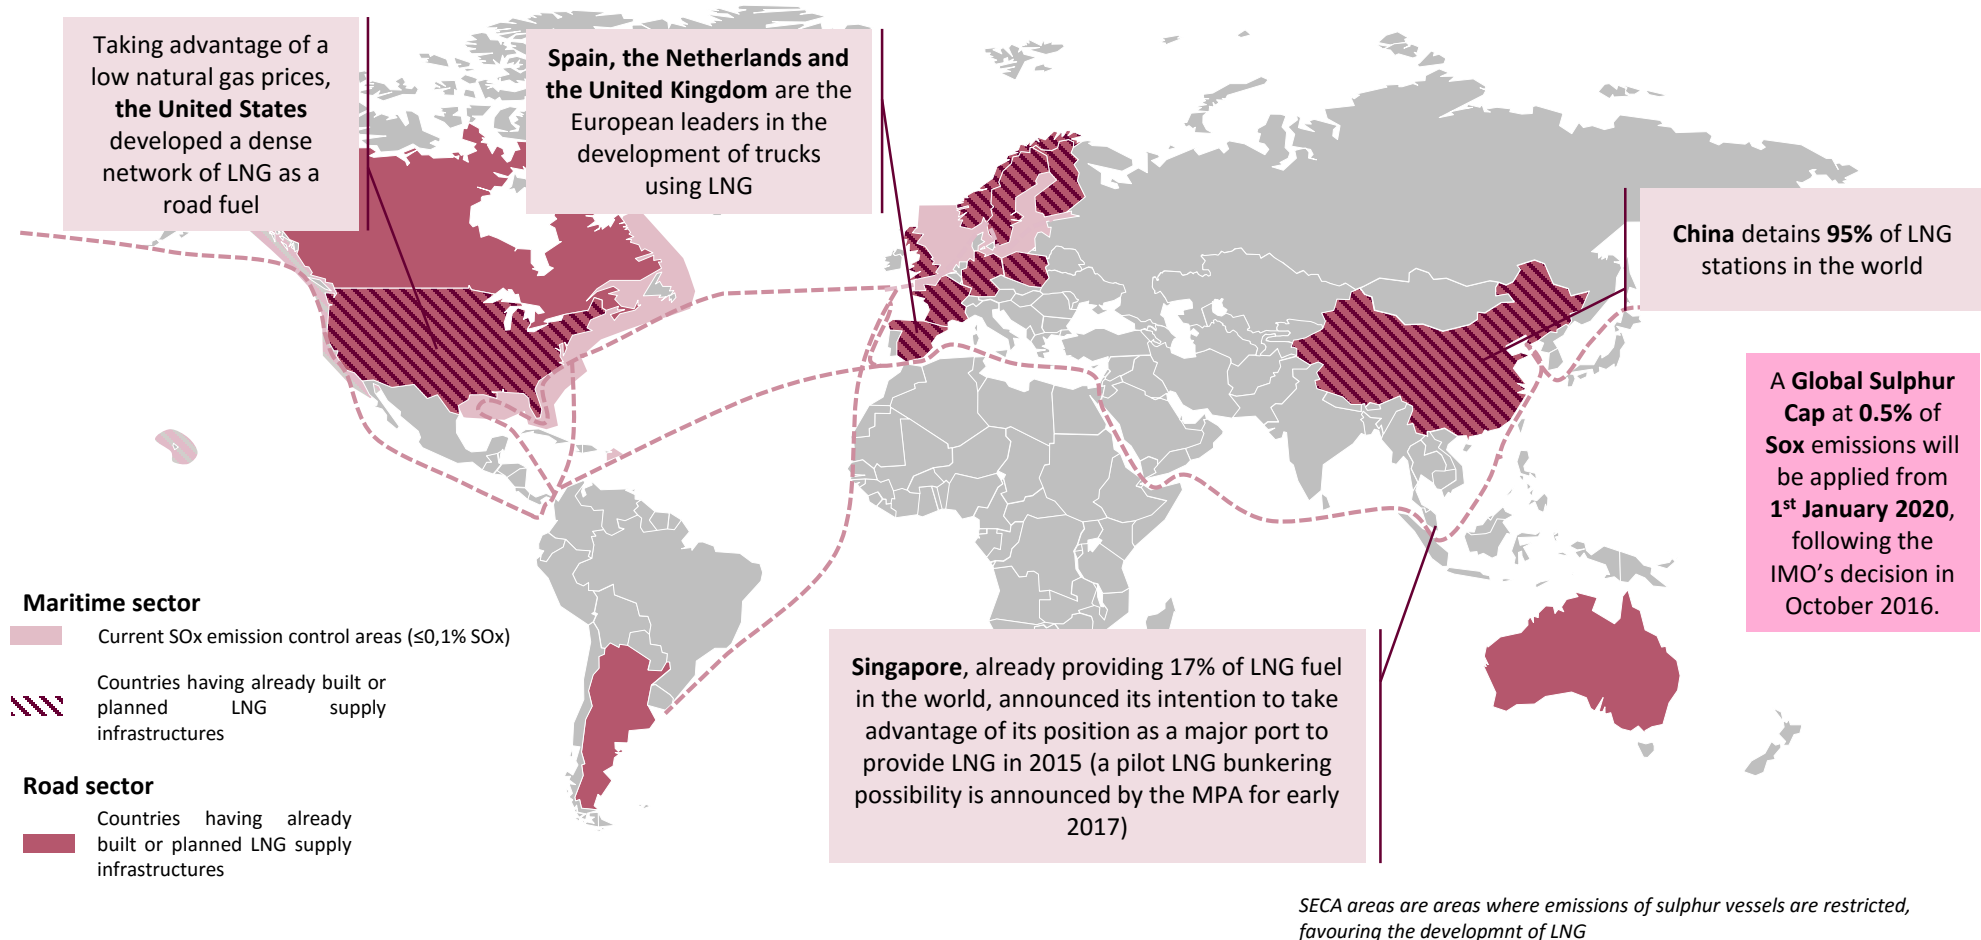 Taking advantage of a
low natural gas prices,
the United States
developed a dense
network of LNG as a
road fuel
Spain, the Netherlands and
the United Kingdom are the
European leaders in the
development of trucks
using LNG
China detains 95% of LNG
stations in the world
A Global Sulphur
Cap at 0.5% of
Sox emissions will
be applied from
1st January 2020,
following the
IMO’s decision in
October 2016.
Maritime sector
Current SOx emission control areas (≤0,1% SOx)
Countries having already built or
planned LNG supply
infrastructures
Road sector
Countries having already
built or planned LNG supply
infrastructures
Singapore, already providing 17% of LNG fuel
in the world, announced its intention to take
advantage of its position as a major port to
provide LNG in 2015 (a pilot LNG bunkering
possibility is announced by the MPA for early
2017)
SECA areas are areas where emissions of sulphur vessels are restricted,
favouring the developmnt of LNG